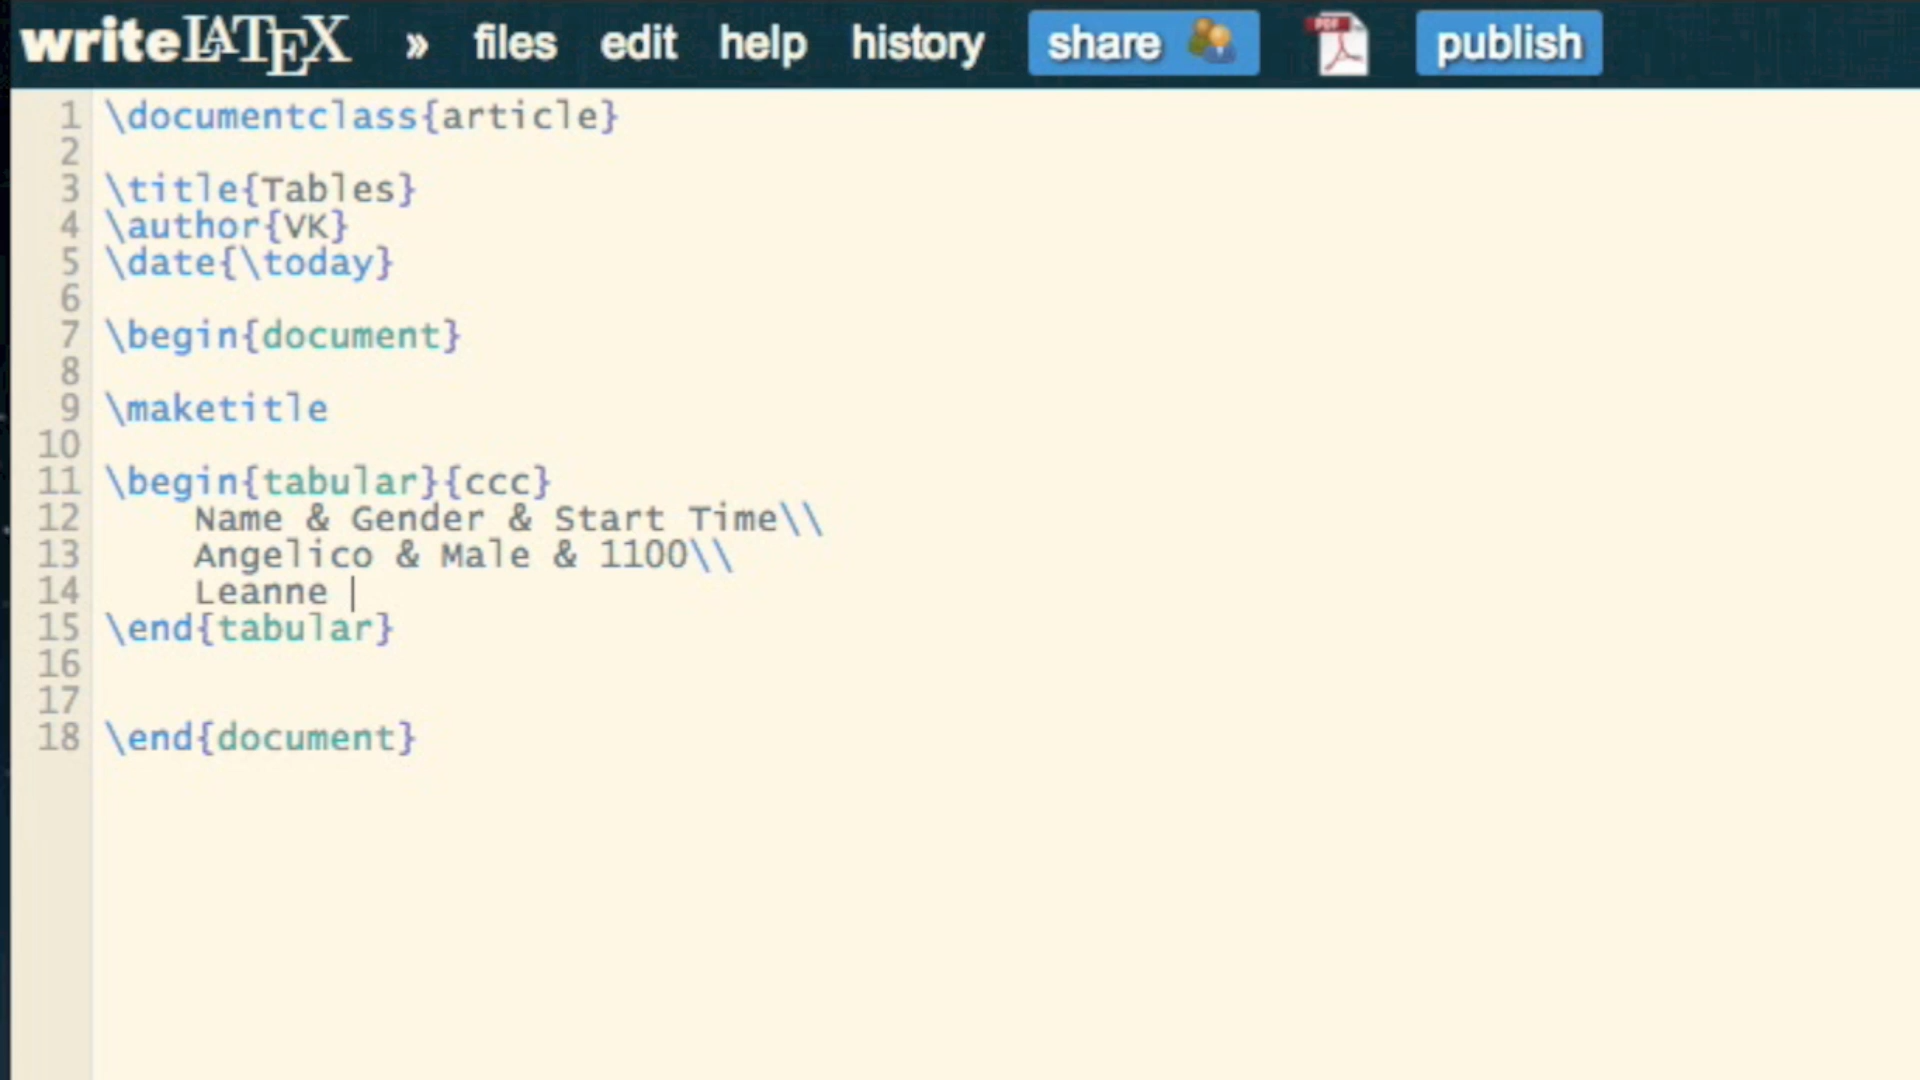 writeLATEX » files edit help history share PDF publish
1 \documentclass{article}
2
3 \title{Tables}
4 \author{VK}
5 \date{\today}
6
7 \begin{document}
8
9 \maketitle
10
11 \begin{tabular}{ccc}
12 Name & Gender & Start Time\\
13 Angelico & Male & 1100\\
14 Leanne
15 \end{tabular}
16
17
18 \end{document}